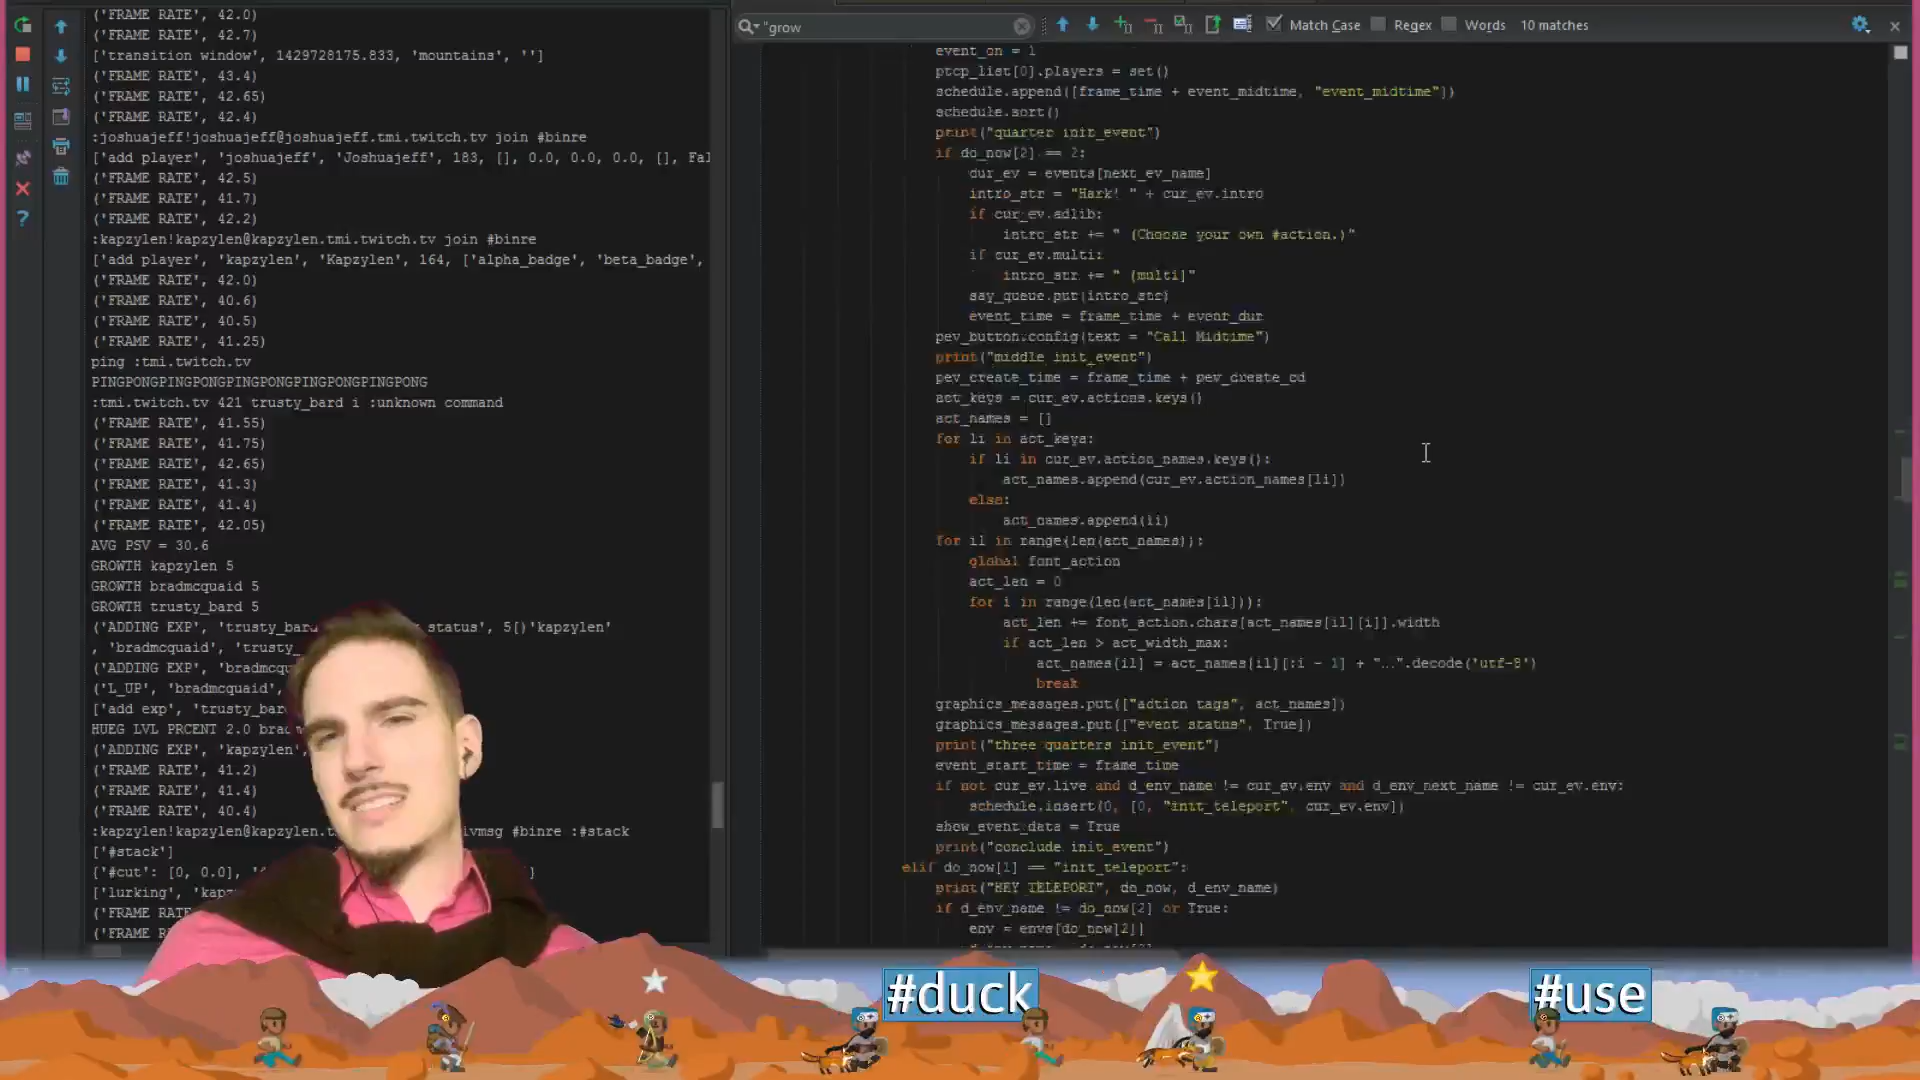 ('FRAME RATE', 42.0)
('FRAME RATE', 42.7)
['transition window', 1429728175.833, 'mountains', '']
('FRAME RATE', 43.4)
('FRAME RATE', 42.65)
('FRAME RATE', 42.4)
:joshuajeff!joshuajeff@joshuajeff.tmi.twitch.tv join #binre
['add player', 'joshuajeff', 'Joshuajeff', 183, [], 0.0, 0.0, 0.0, [], Fal
('FRAME RATE', 42.5)
('FRAME RATE', 41.7)
('FRAME RATE', 42.2)
:kapzylen!kapzylen@kapzylen.tmi.twitch.tv join #binre
['add player', 'kapzylen', 'Kapzylen', 164, ['alpha_badge', 'beta_badge',
('FRAME RATE', 42.0)
('FRAME RATE', 40.6)
('FRAME RATE', 40.5)
('FRAME RATE', 41.25)
ping :tmi.twitch.tv
PINGPONGPINGPONGPINGPONGPINGPONGPINGPONG
:tmi.twitch.tv 421 trusty_bard i :unknown command
('FRAME RATE', 41.55)
('FRAME RATE', 41.75)
('FRAME RATE', 42.65)
('FRAME RATE', 41.3)
('FRAME RATE', 41.4)
('FRAME RATE', 42.05)
AVG PSV = 30.6
GROWTH kapzylen 5
GROWTH bradmcquaid 5
GROWTH trusty_bard 5
('ADDING EXP', 'trusty_bar status', 5[)'kapzylen'
, 'bradmcquaid', 'trusty_
('ADDING EXP', 'bradmcq
('L_UP', 'bradmcquaid',
['add exp', 'trusty_bar
HUEG LVL PRCENT 2.0 brad
('ADDING EXP', 'kapzylen',
('FRAME RATE', 41.2)
('FRAME RATE', 41.4)
('FRAME RATE', 40.4)
:kapzylen!kapzylen@kapzylen.t ivmsg #binre :#stack
['#stack']
['#cut': [0, 0.0],
['lurking', 'kap
('FRAME RATE
('FRAME R
"grow
Match Case Regex Words 10 matches
event_on = 1
ptcp_list[0].players = set()
schedule.append([frame_time + event_midtime, "event_midtime"])
schedule.sort()
print("quarter init_event")
if do_now[2] == 2:
dur_ev = events[next_ev_name]
intro_str = "Hark! " + cur_ev.intro
if cur_ev.adlib:
intro_str += " (Choose your own #action.)"
if cur_ev.multi:
intro_str += " [multi]"
say_queue.put(intro_str)
event_time = frame_time + event_dur
pev_button.config(text = "Call Midtime")
print("middle init_event")
pev_create_time = frame_time + pev_create_cd
act_keys = cur_ev.actions.keys()
act_names = []
for li in act_keys:
if li in cur_ev.action_names.keys():
act_names.append(cur_ev.action_names[li])
else:
act_names.append(li)
for il in range(len(act_names)):
global font_action
act_len = 0
for i in range(len(act_names[il])):
act_len += font_action.chars[act_names[il][i]].width
if act_len > act_width_max:
act_names[il] = act_names[il][:i - 1] + "…".decode('utf-8')
break
graphics_messages.put(["action tags", act_names])
graphics_messages.put(["event status", True])
print("three quarters init_event")
event_start_time = frame_time
if not cur_ev.live and d_env_name != cur_ev.env and d_env_next_name != cur_ev.env:
schedule.insert(0, [0, "init_teleport", cur_ev.env])
show_event_data = True
print("conclude init_event")
elif do_now[1] == "init_teleport":
print("HEY TELEPORT", do_now, d_env_name)
if d_env_name != do_now[2] or True:
env = envs[do_now[2]]
#duck
#use